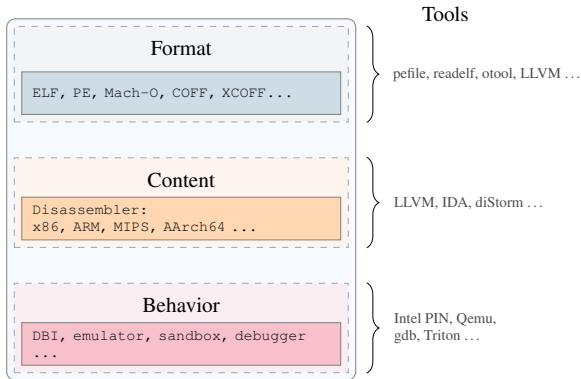 Tools
Format
ELF, PE, Mach-O, COFF, XCOFF...
pefile, readelf, otool, LLVM ...
Content
Disassembler:
x86, ARM, MIPS, AArch64 ...
LLVM, IDA, diStorm ...
Behavior
DBI, emulator, sandbox, debugger
...
Intel PIN, Qemu,
gdb, Triton ...